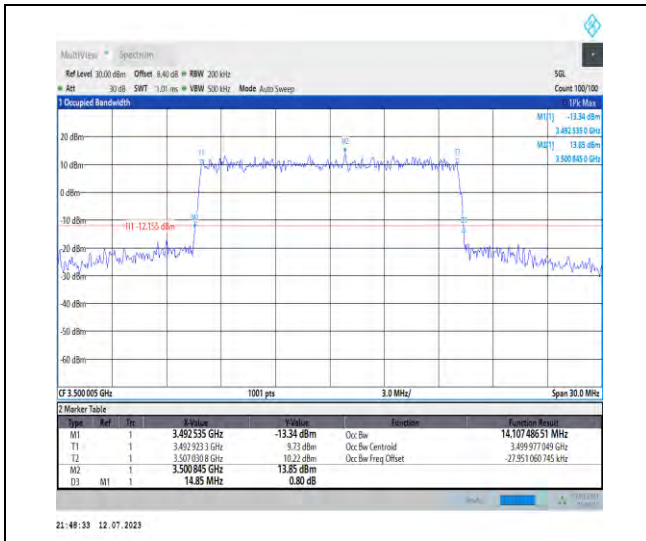 MultiView Spectrum
Ref Level 30.00 dBm Offset 8.40 dB RBW 200 kHz SGL
Att 30 dB SWT 1.01 ms VBW 500 kHz Mode Auto Sweep Count 100/100
1 Occupied Bandwidth 1Pk Max
M1[1] -13.34 dBm
3.492 535 0 GHz
M2[1] 13.85 dBm
3.500 845 0 GHz
20 dBm
M2
T1 T2
10 dBm
0 dBm
-10 dBm
H1 -12.155 dBm
-20 dBm
-30 dBm
-40 dBm
-50 dBm
-60 dBm
CF 3.500 005 GHz 1001 pts 3.0 MHz/ Span 30.0 MHz
2 Marker Table
Type Ref Trc X-Value Y-Value Function Function Result
M1 1 3.492 535 GHz -13.34 dBm Occ Bw 14.107 486 51 MHz
T1 1 3.492 923 3 GHz 9.73 dBm Occ Bw Centroid 3.499 977 049 GHz
T2 1 3.507 030 8 GHz 10.22 dBm Occ Bw Freq Offset -27.951 060 745 kHz
M2 1 3.500 845 GHz 13.85 dBm
D3 M1 1 14.85 MHz 0.80 dB
21:48:33 12.07.2023